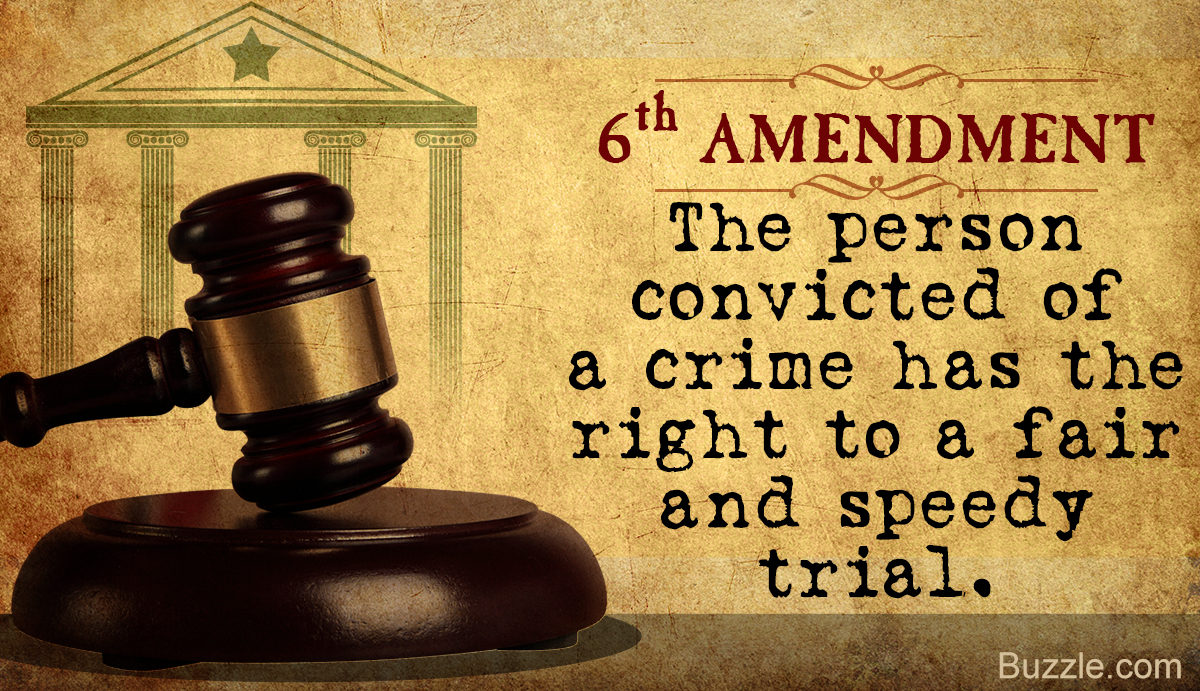 6th AMENDMENT
The person
convicted of
a crime has the
right to a fair
and speedy
trial.
Buzzle.com